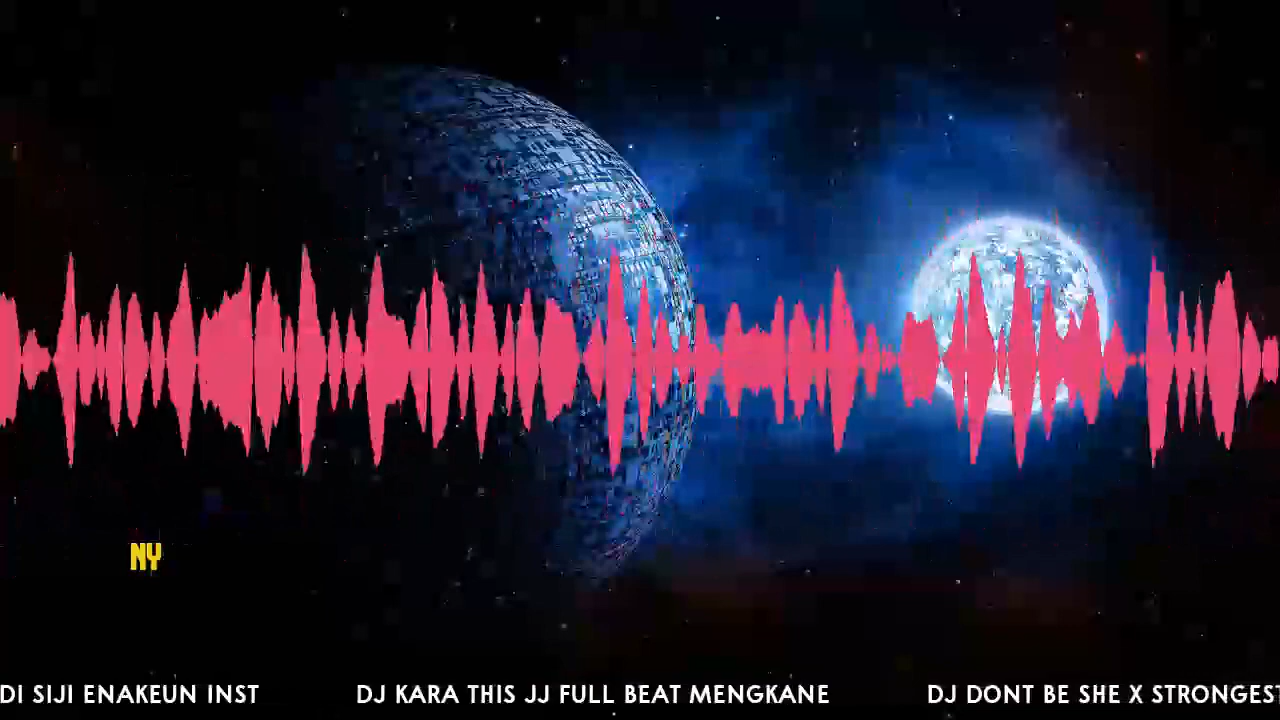 NY
DI SIJI ENAKEUN INST DJ KARA THIS JJ FULL BEAT MENGKANE DJ DONT BE SHE X STRONGEST